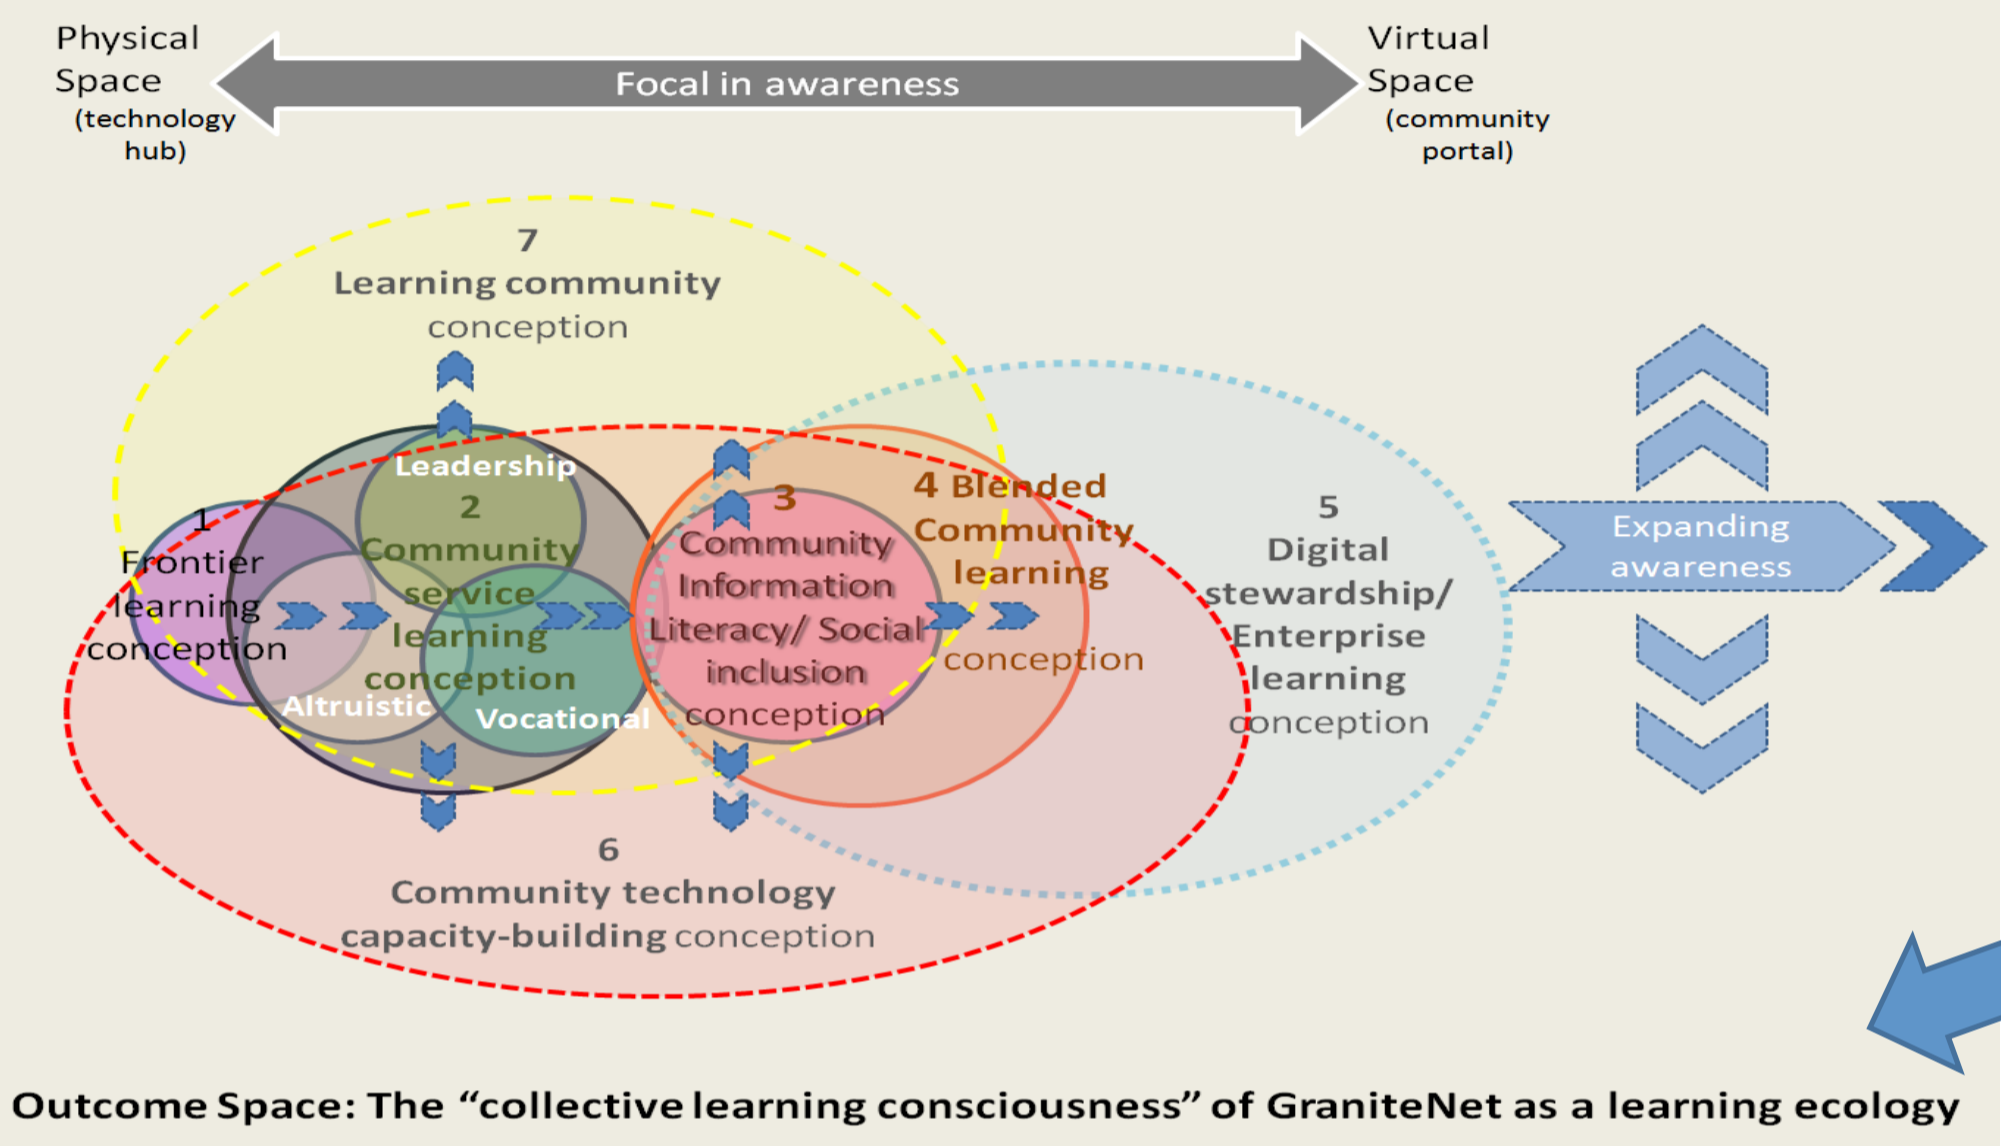 Physical
Space
(technology
hub)
Focal in awareness
Virtual
Space
(community
portal)
7
Learning community
conception
1
Frontier
learning
conception
Leadership
2
Community
service
learning
conception
Altruistic
Vocational
3
Community
Information
Literacy/ Social
inclusion
conception
4 Blended
Community
learning
conception
5
Digital
stewardship/
Enterprise
learning
conception
Expanding
awareness
6
Community technology
capacity-building conception
Outcome Space: The “collective learning consciousness” of GraniteNet as a learning ecology